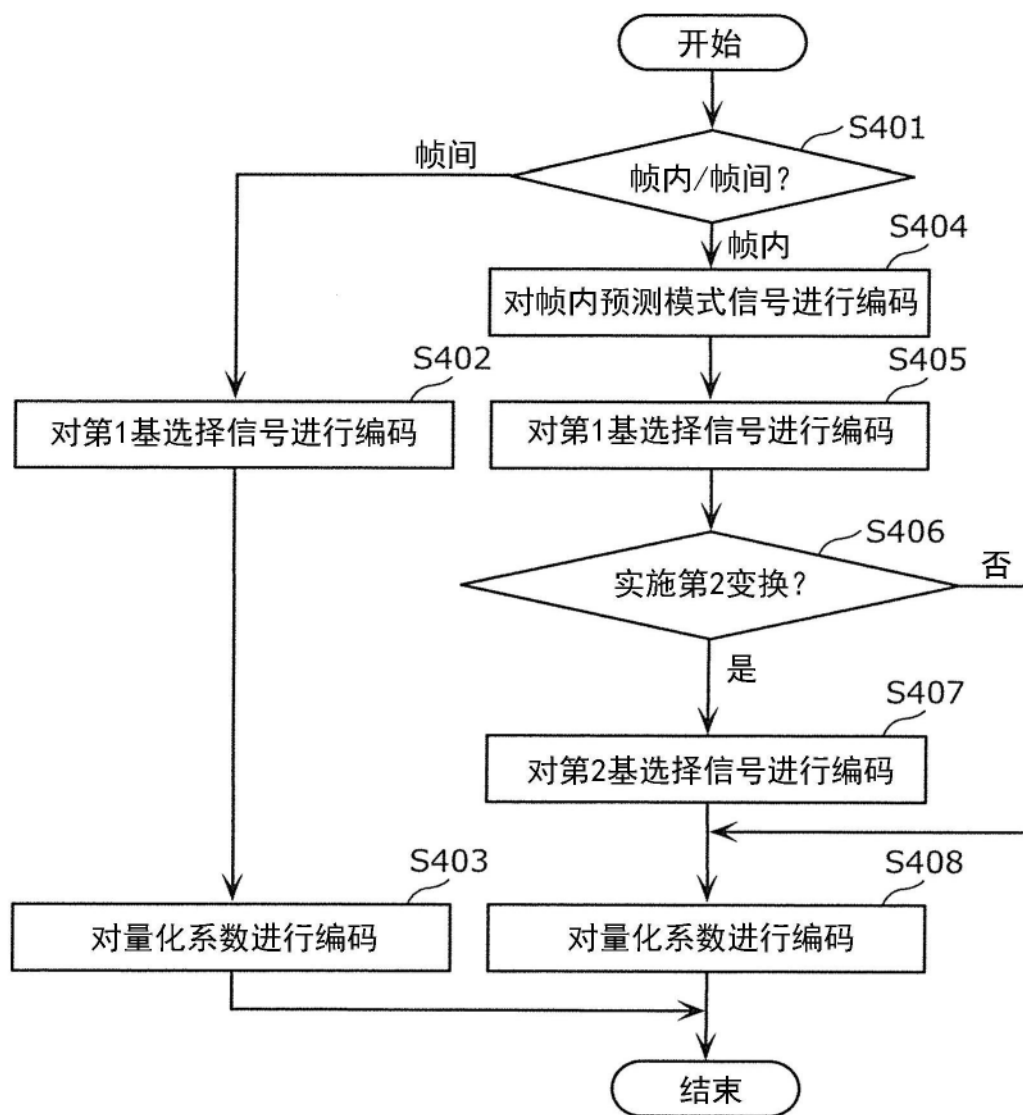 开始
S401
帧间
帧内/帧间?
帧内
S404
对帧内预测模式信号进行编码
S402
S405
对第1基选择信号进行编码
对第1基选择信号进行编码
S406
实施第2变换?
否
是
S407
对第2基选择信号进行编码
S403
S408
对量化系数进行编码
对量化系数进行编码
结束